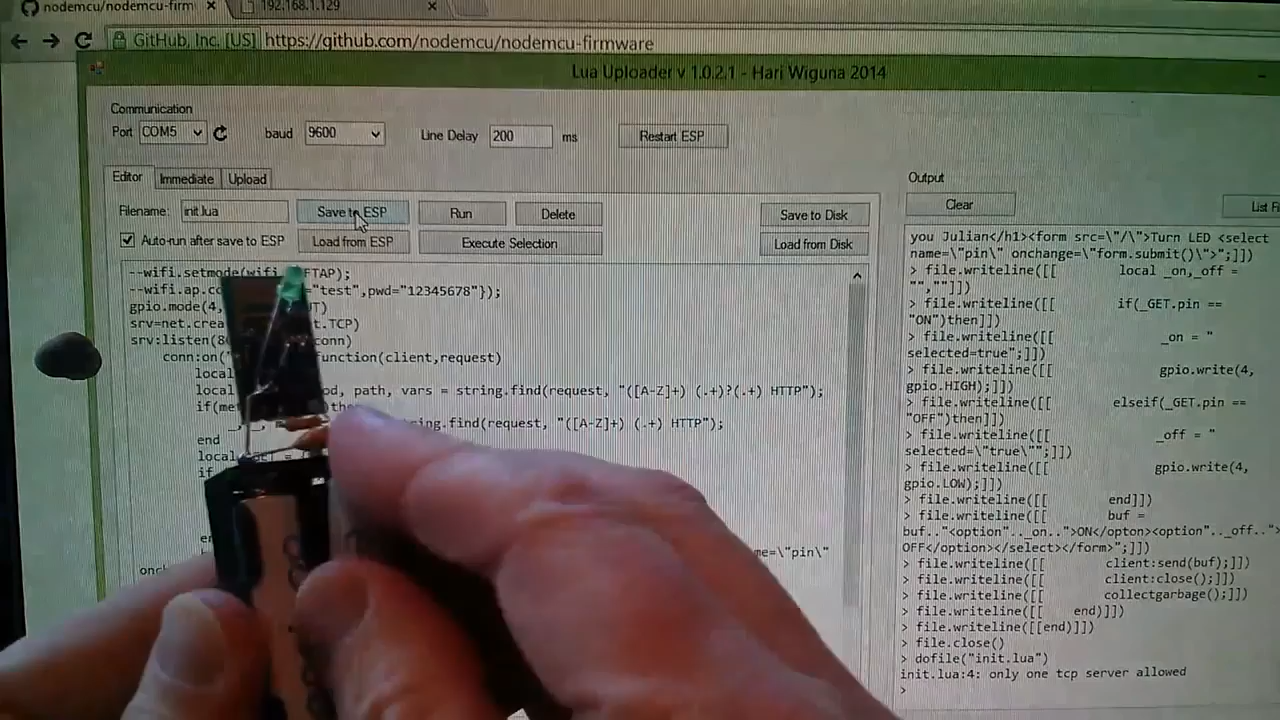 nodemcu/nodemcu-firm
192.168.1.129
GitHub, Inc. [US] https://github.com/nodemcu/nodemcu-firmware
Lua Uploader v 1.0.2.1 - Hari Wiguna 2014
Communication
Port COM5 baud 9600 Line Delay 200 ms Restart ESP
Editor Immediate Upload
Filename: init.lua Save to ESP Run Delete Save to Disk
Auto-run after save to ESP Load from ESP Execute Selection Load from Disk
--wifi.setmode(wifi. FTAP);
--wifi.ap.co ="test",pwd="12345678"});
gpio.mode(4, UT)
srv=net.crea t.TCP)
srv:listen(8 conn)
conn:on(" function(client,request)
local
local od, path, vars = string.find(request, "([A-Z]+) (.+)?(.+) HTTP");
if(me )then
ing.find(request, "([A-Z]+) (.+) HTTP");
end
local
if
me=\"pin\"
onc
Output
Clear List F
you Julian</h1><form src=\"/\">Turn LED <select
name=\"pin\" onchange=\"form.submit()\">";]])
> file.writeline([[ local _on,_off =
"",""]])
> file.writeline([[ if(_GET.pin ==
"ON")then]])
> file.writeline([[ _on = "
selected=true";]])
> file.writeline([[ gpio.write(4,
gpio.HIGH);]])
> file.writeline([[ elseif(_GET.pin ==
"OFF")then]])
> file.writeline([[ _off = "
selected=\"true\"";]])
> file.writeline([[ gpio.write(4,
gpio.LOW);]])
> file.writeline([[ end]])
> file.writeline([[ buf =
buf.."<option".._on..">ON</opton><option".._off.."
OFF</option></select></form>";]])
> file.writeline([[ client:send(buf);]])
> file.writeline([[ client:close();]])
> file.writeline([[ collectgarbage();]])
> file.writeline([[ end)]])
> file.writeline([[end)]])
> file.close()
> dofile("init.lua")
init.lua:4: only one tcp server allowed
>